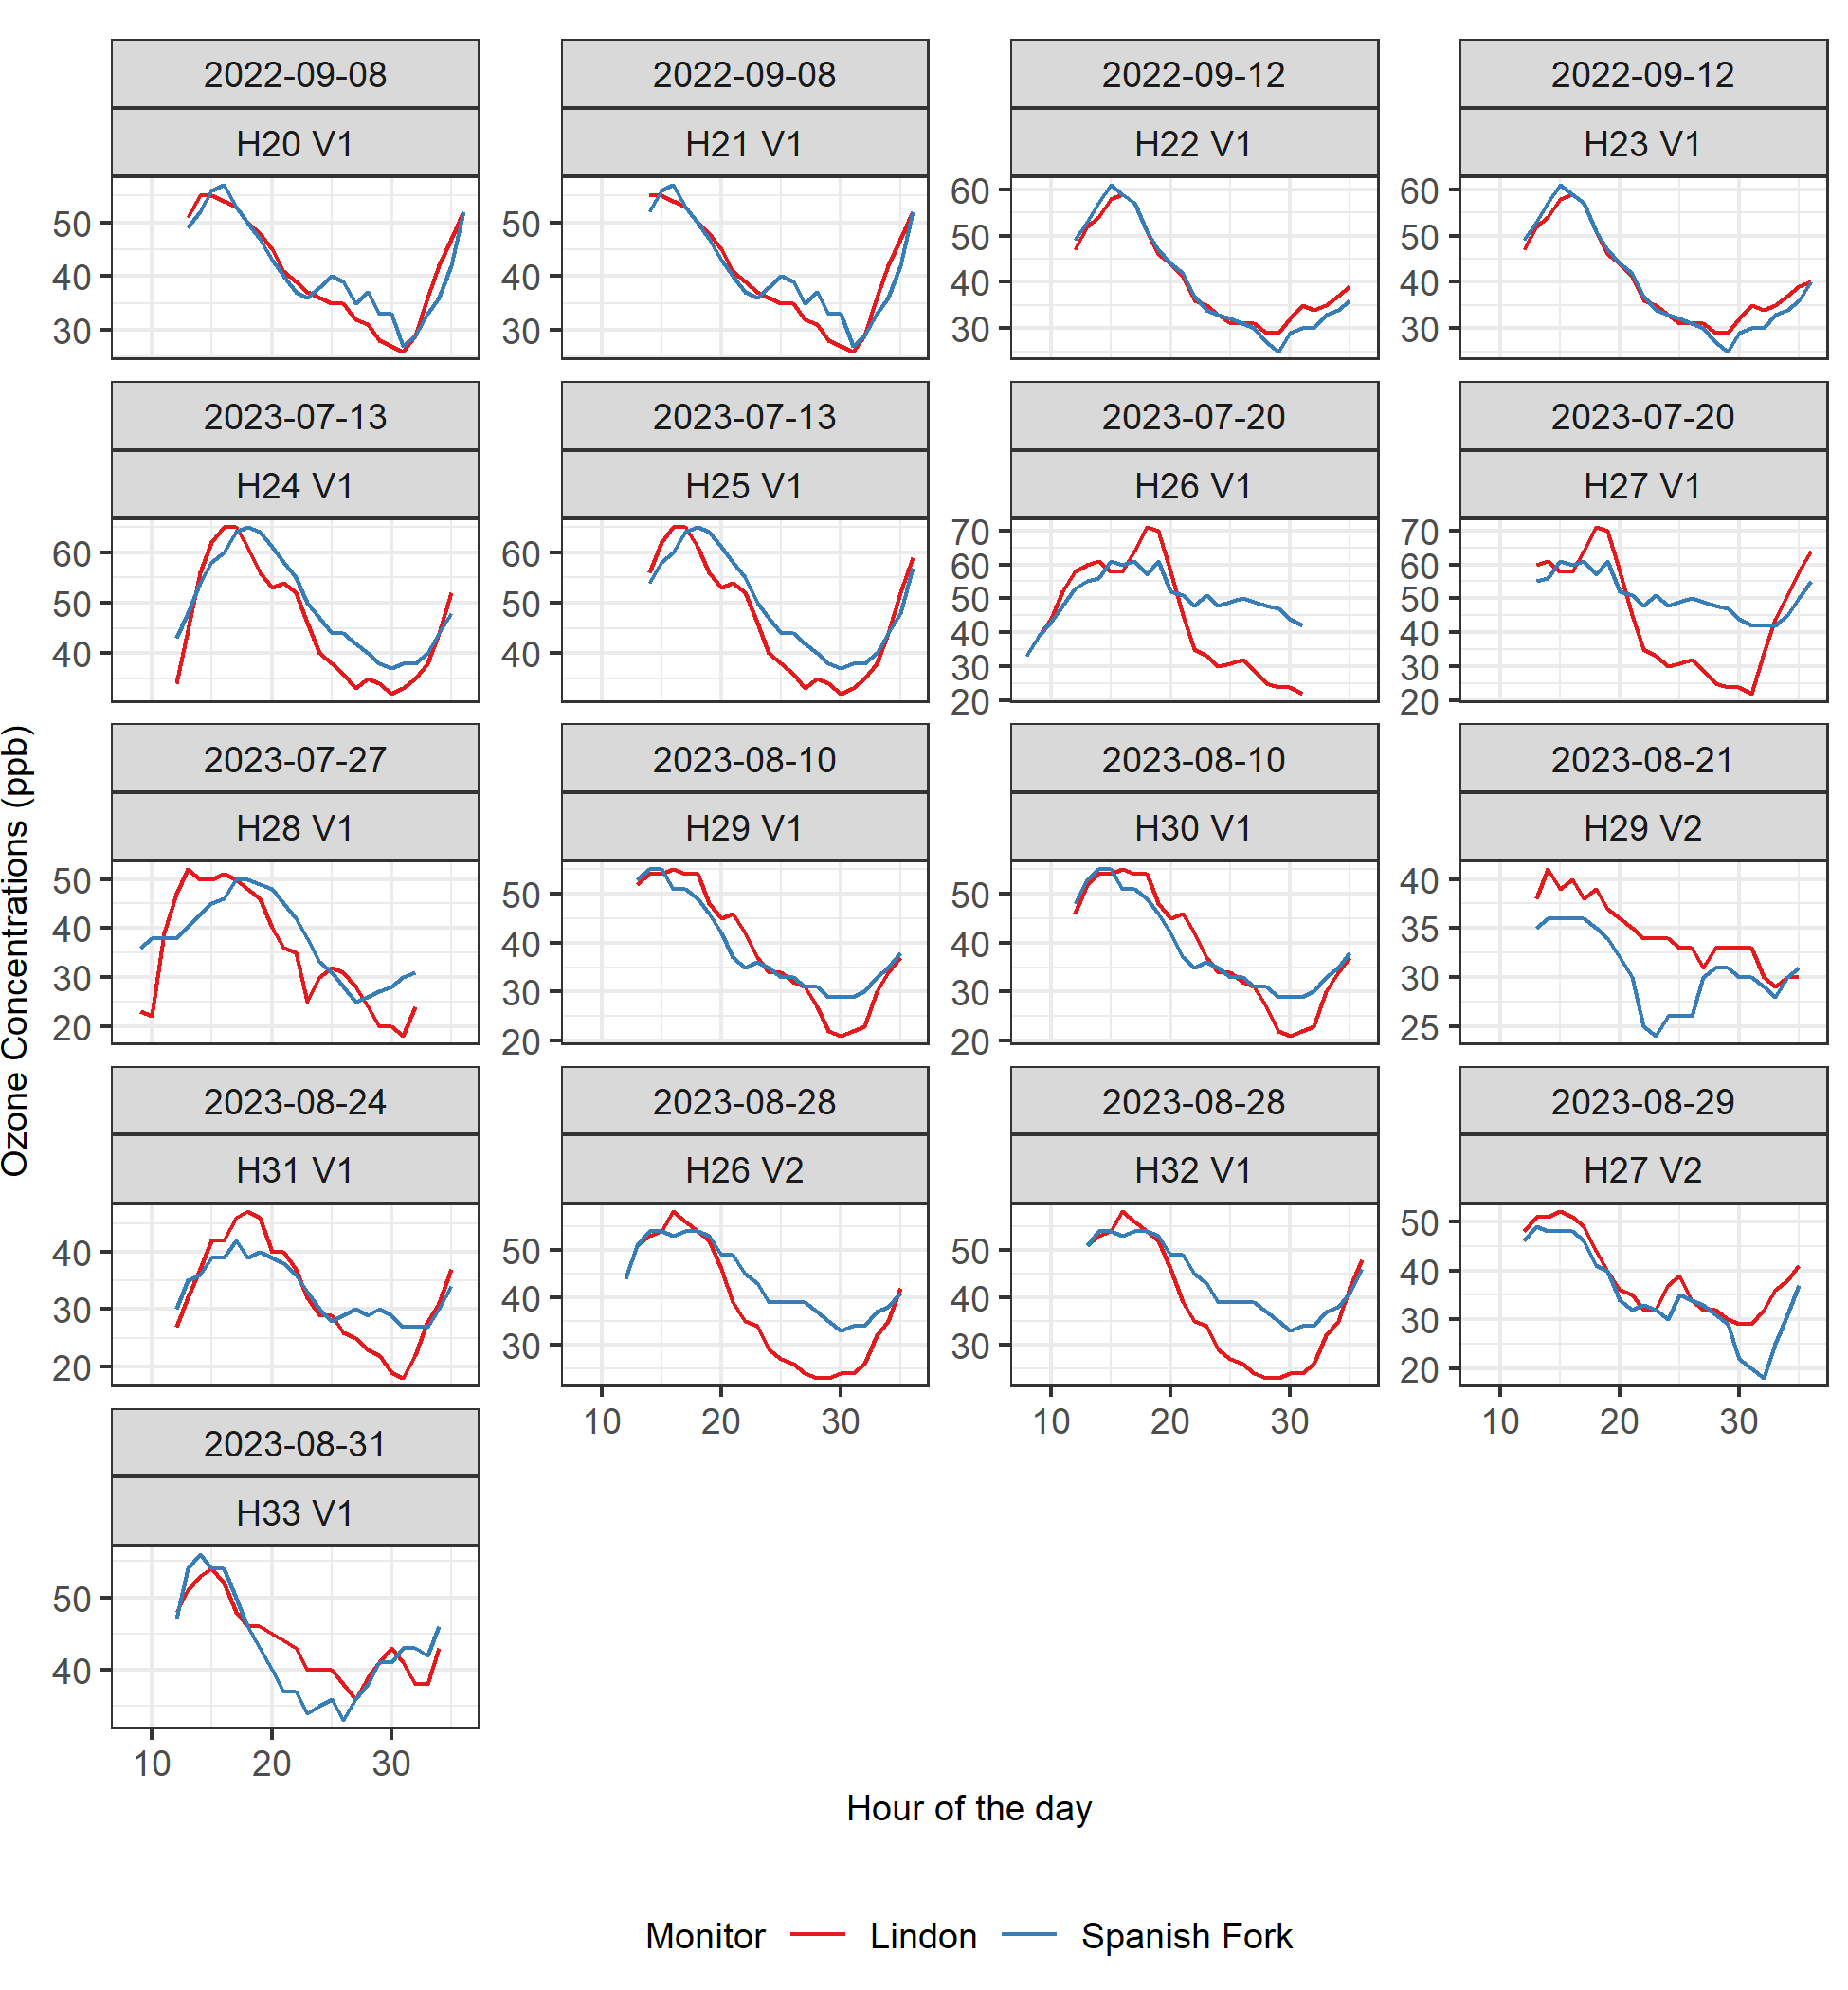 2022-09-08 2022-09-08 2022-09-12 2022-09-12
H20 V1 H21 V1 H22 V1 H23 V1
50 40 30
50 40 30
60 50 40 30
60 50 40 30
2023-07-13 2023-07-13 2023-07-20 2023-07-20
H24 V1 H25 V1 H26 V1 H27 V1
60 50 40
60 50 40
70 60 50 40 30 20
70 60 50 40 30 20
Ozone Concentrations (ppb)
2023-07-27 2023-08-10 2023-08-10 2023-08-21
H28 V1 H29 V1 H30 V1 H29 V2
50 40 30 20
50 40 30 20
50 40 30 20
40 35 30 25
2023-08-24 2023-08-28 2023-08-28 2023-08-29
H31 V1 H26 V2 H32 V1 H27 V2
40 30 20
50 40 30
50 40 30
50 40 30 20
10 20 30 10 20 30 10 20 30
2023-08-31
H33 V1
50 40
10 20 30
Hour of the day
Monitor Lindon Spanish Fork